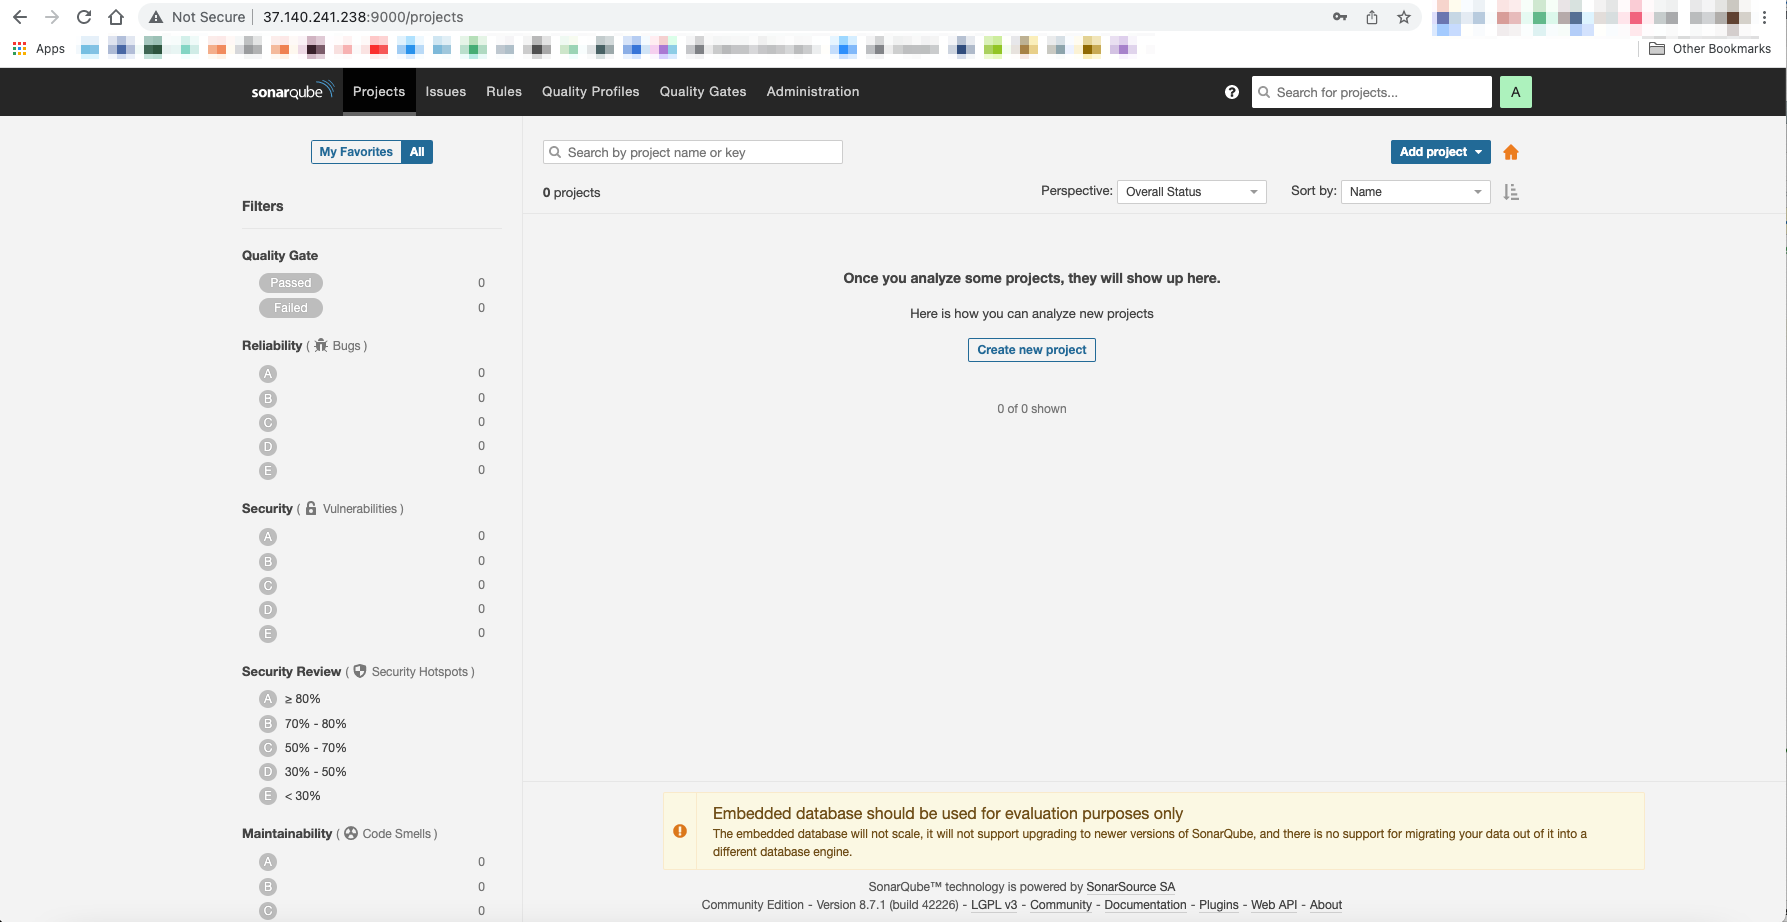 Not Secure 37.140.241.238:9000/projects
Apps Other Bookmarks
sonarqube Projects Issues Rules Quality Profiles Quality Gates Administration ? Search for projects... A
My Favorites All
Search by project name or key Add project
0 projects Perspective: Overall Status Sort by: Name
Filters
Quality Gate
Passed 0
Failed 0
Reliability ( Bugs )
A 0
B 0
C 0
D 0
E 0
Security ( Vulnerabilities )
A 0
B 0
C 0
D 0
E 0
Security Review ( Security Hotspots )
A ≥ 80%
B 70% - 80%
C 50% - 70%
D 30% - 50%
E < 30%
Maintainability ( Code Smells )
A 0
B 0
C 0
Once you analyze some projects, they will show up here.
Here is how you can analyze new projects
Create new project
0 of 0 shown
Embedded database should be used for evaluation purposes only
The embedded database will not scale, it will not support upgrading to newer versions of SonarQube, and there is no support for migrating your data out of it into a
different database engine.
SonarQube™ technology is powered by SonarSource SA
Community Edition - Version 8.7.1 (build 42226) - LGPL v3 - Community - Documentation - Plugins - Web API - About